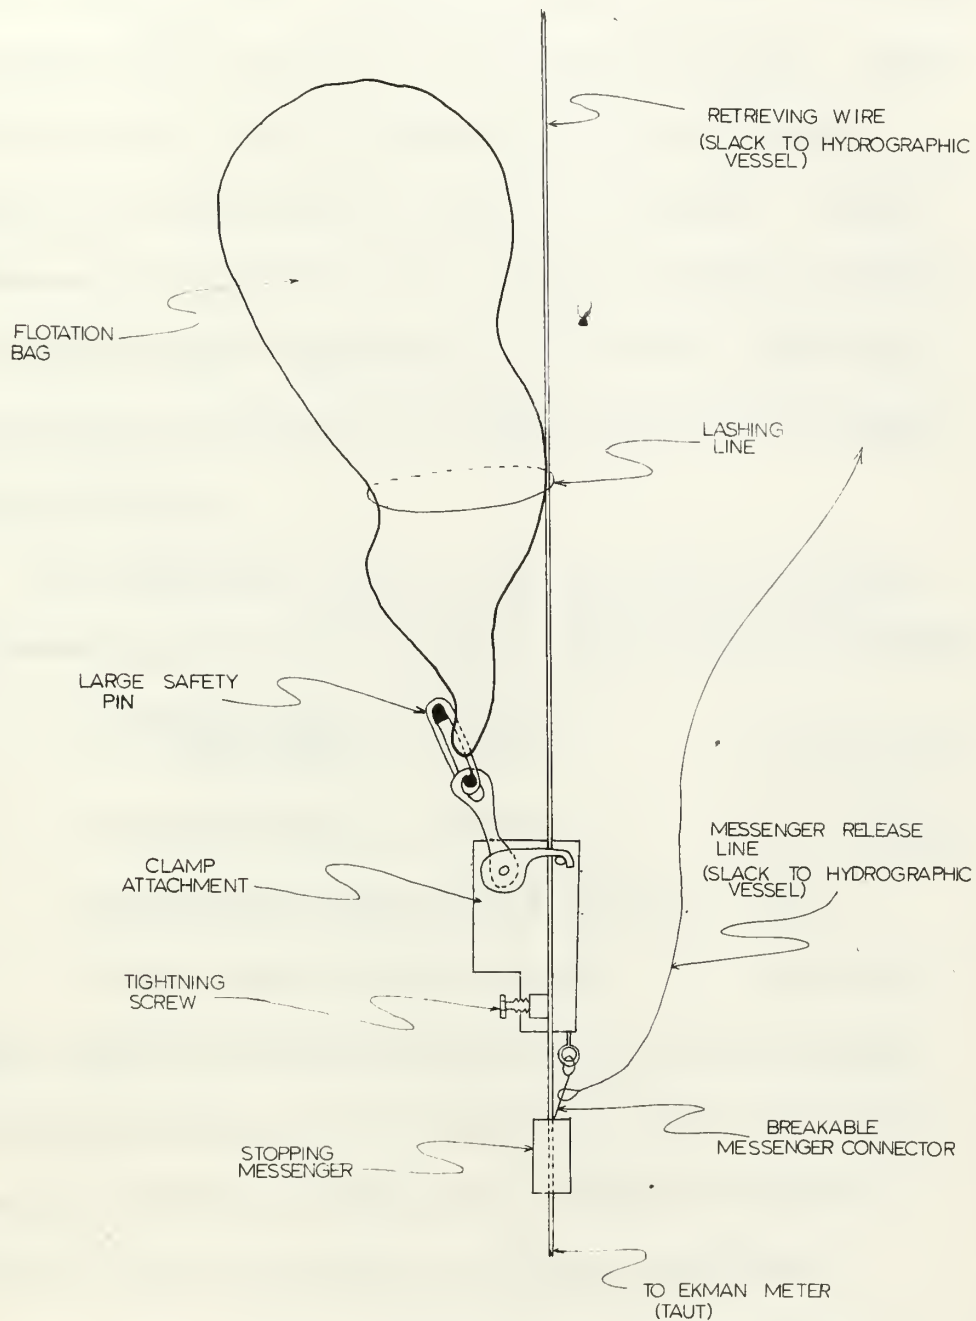 RETRIEVING WIRE
(SLACK TO HYDROGRAPHIC
VESSEL)
FLOTATION
BAG
LASHING
LINE
LARGE SAFETY
PIN
MESSENGER RELEASE
LINE
(SLACK TO HYDROGRAPHIC
VESSEL)
CLAMP
ATTACHMENT
TIGHTNING
SCREW
BREAKABLE
MESSENGER CONNECTOR
STOPPING
MESSENGER
TO EKMAN METER
(TAUT)